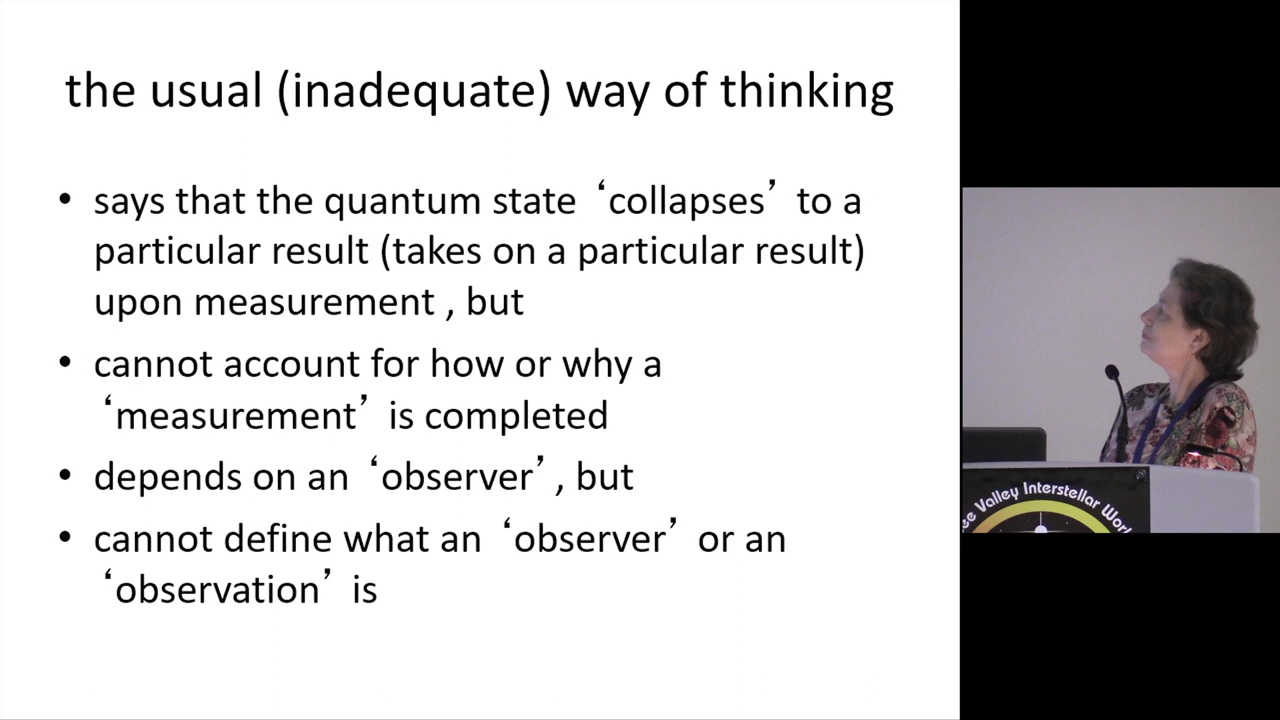 the usual (inadequate) way of thinking
• says that the quantum state ‘collapses’ to a
particular result (takes on a particular result)
upon measurement , but
• cannot account for how or why a
‘measurement’ is completed
• depends on an ‘observer’, but
• cannot define what an ‘observer’ or an
‘observation’ is
Valley Interstellar